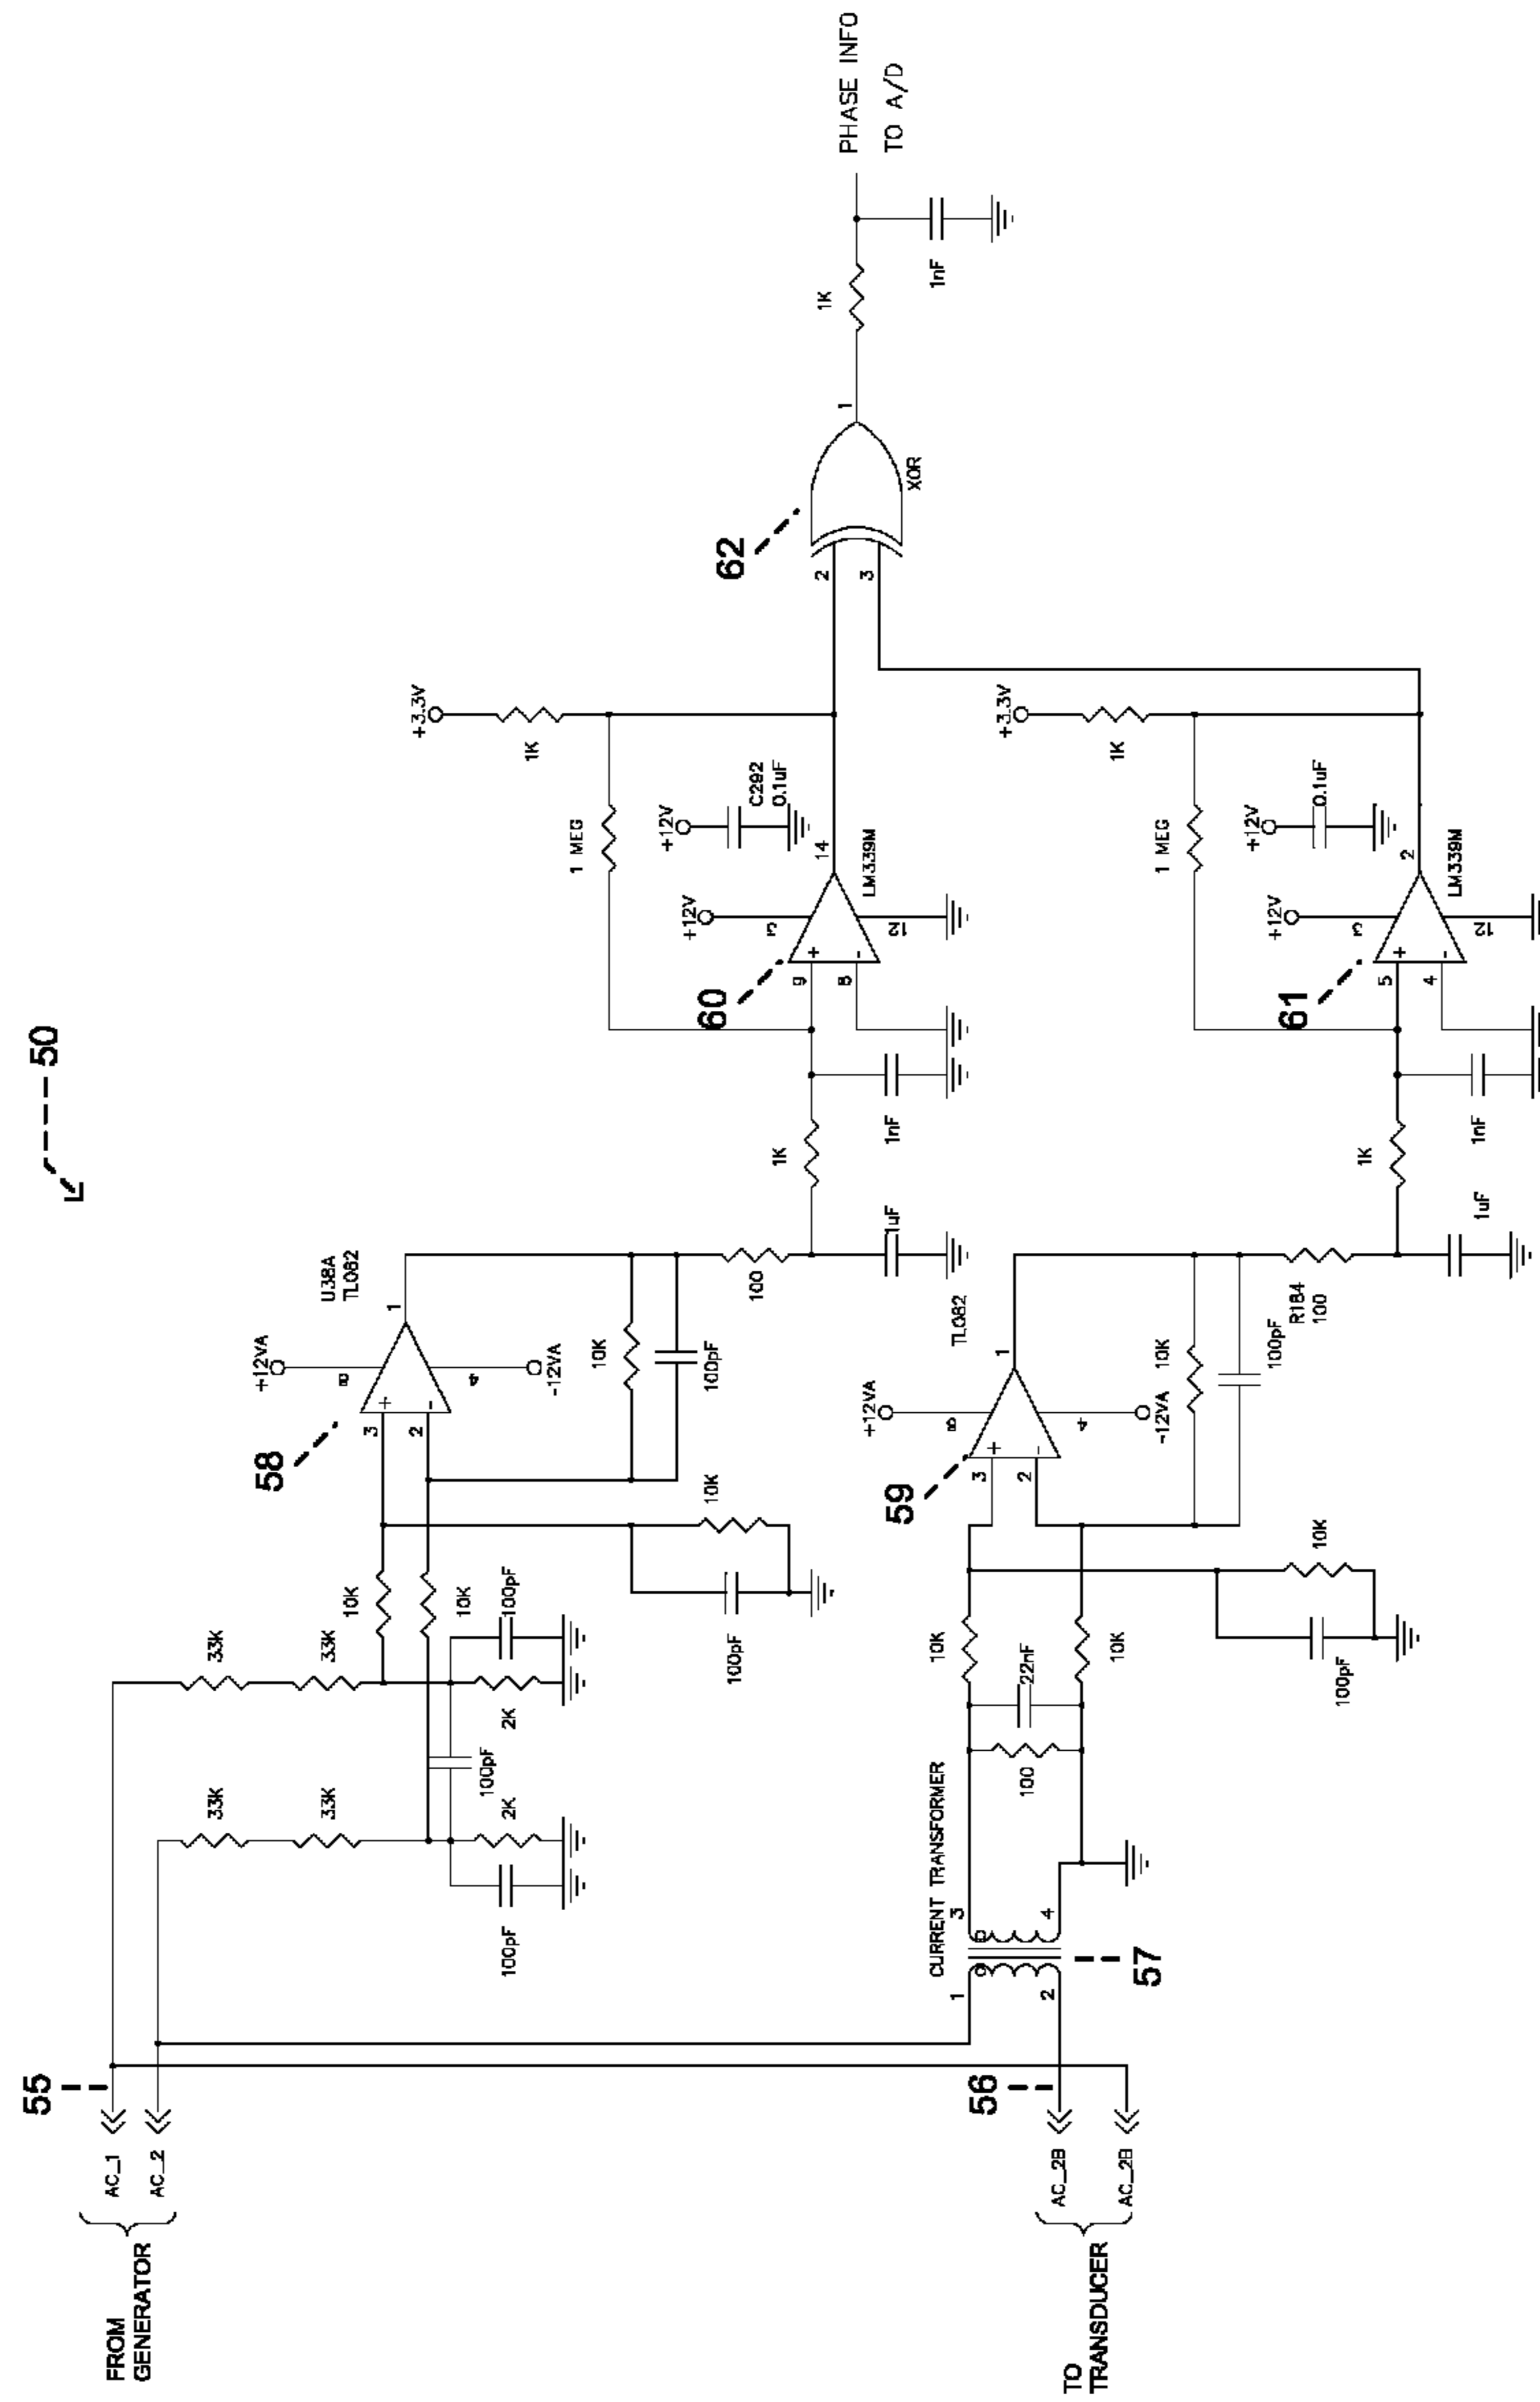 50
FROM
GENERATOR
AC_1
AC_2
55
33K
33K
33K
33K
2K
2K
100pF
100pF
100pF
10K
10K
58
3
2
+
-
+12VA
8
4
-12VA
U38A
TL082
1
10K
100pF
10K
100pF
100
1uF
1K
1nF
60
9
8
+
-
+12V
3
12
14
LM339M
1 MEG
+12V
C292
0.1uF
+3.3V
1K
62
2
3
1
XOR
1K
1nF
PHASE INFO
TO A/D
TO
TRANSDUCER
AC_2B
AC_2B
56
57
CURRENT TRANSFORMER
1
2
3
4
100
22nF
10K
10K
59
3
2
+
-
+12VA
8
4
-12VA
TL082
1
10K
100pF
10K
100pF
R184
100
1uF
1K
1nF
61
5
4
+
-
+12V
3
12
2
LM339M
1 MEG
+12V
0.1uF
+3.3V
1K